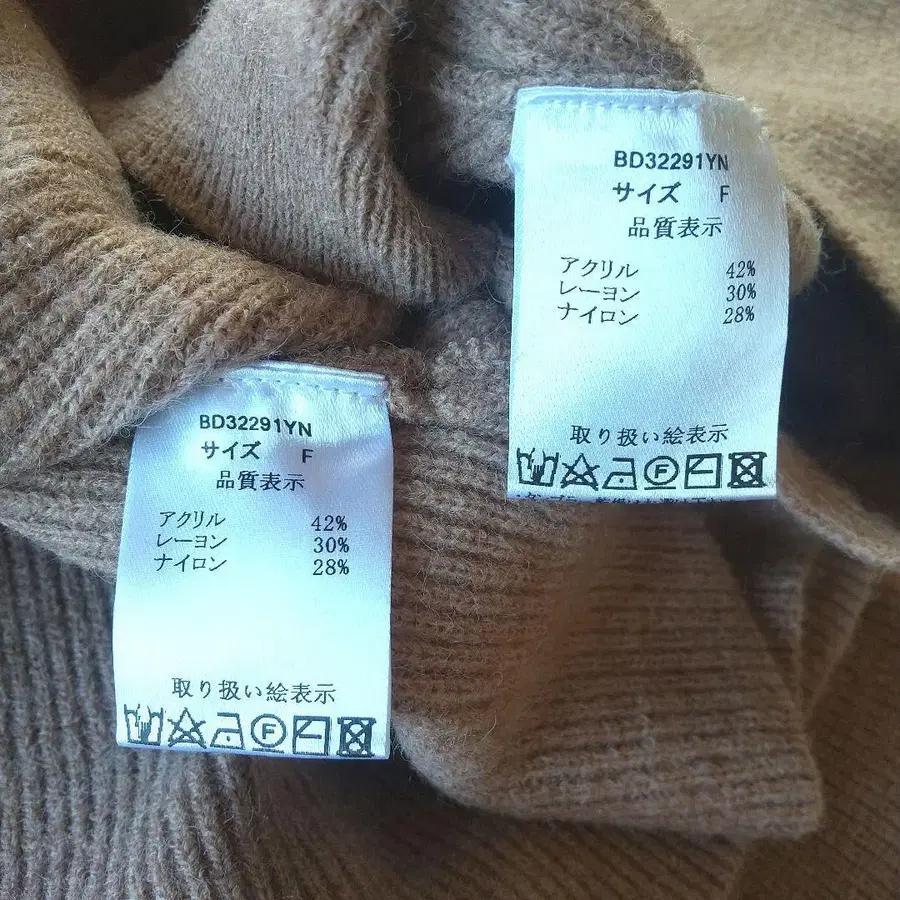 BD32291YN
サイズ F
品質表示
アクリル 42%
レーヨン 30%
ナイロン 28%
取り扱い絵表示
F
BD32291YN
サイズ F
品質表示
アクリル 42%
レーヨン 30%
ナイロン 28%
取り扱い絵表示
F